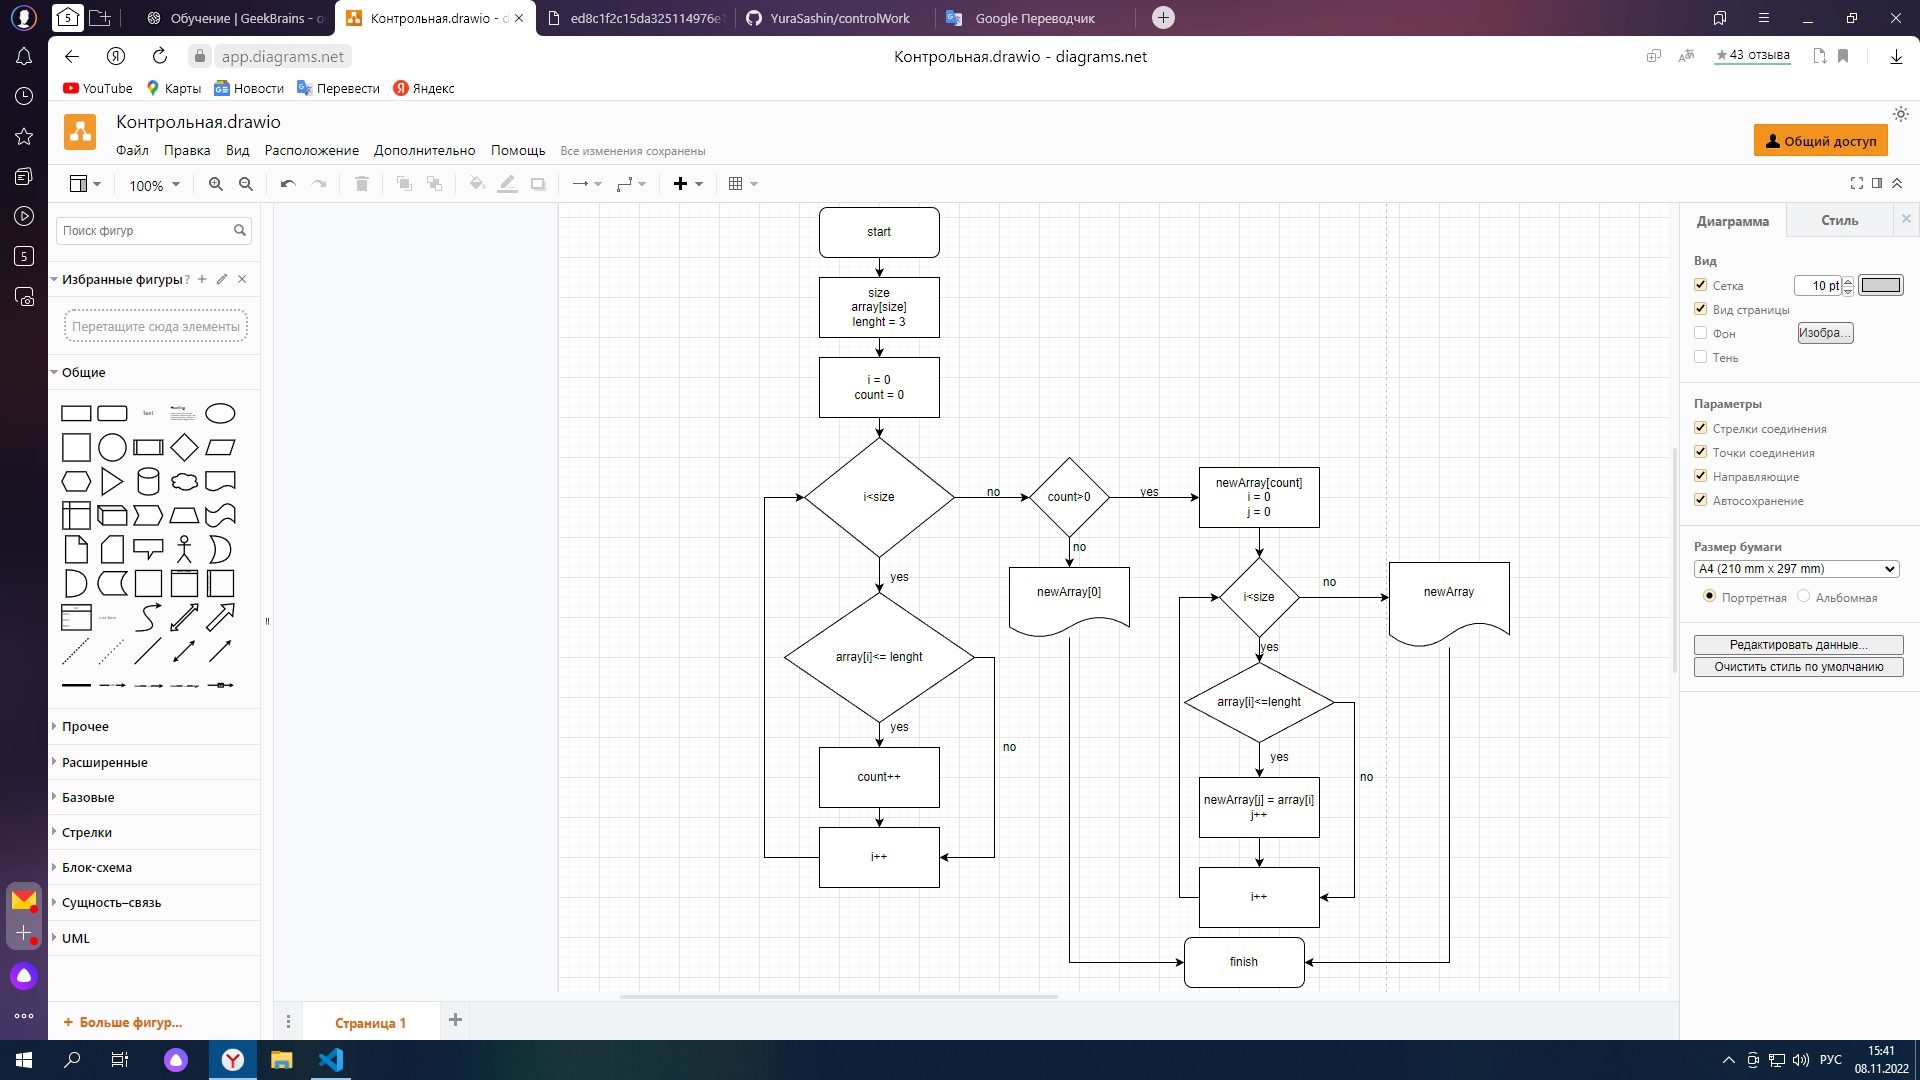 Обучение | GeekBrains - о
Контрольная.drawio - d
ed8c1f2c15da325114976e1
YuraSashin/controlWork
Google Переводчик
app.diagrams.net
Контрольная.drawio - diagrams.net
43 отзыва
YouTube
Карты
Новости
Перевести
Яндекс
Контрольная.drawio
Файл
Правка
Вид
Расположение
Дополнительно
Помощь
Все изменения сохранены
Общий доступ
100%
Поиск фигур
Избранные фигуры
?
Перетащите сюда элементы
Общие
Text
Прочее
Расширенные
Базовые
Стрелки
Блок-схема
Сущность–связь
UML
+ Больше фигур...
start
size
array[size]
lenght = 3
i = 0
count = 0
i<size
no
count>0
yes
newArray[count]
i = 0
j = 0
no
yes
newArray[0]
i<size
no
newArray
yes
array[i]<= lenght
array[i]<=lenght
yes
no
yes
no
count++
newArray[j] = array[i]
j++
i++
i++
finish
Страница 1
Диаграмма
Стиль
Вид
Сетка
10 pt
Вид страницы
Фон
Изобра...
Тень
Параметры
Стрелки соединения
Точки соединения
Направляющие
Автосохранение
Размер бумаги
A4 (210 mm x 297 mm)
Портретная
Альбомная
Редактировать данные...
Очистить стиль по умолчанию
5
5
РУС
15:41
08.11.2022